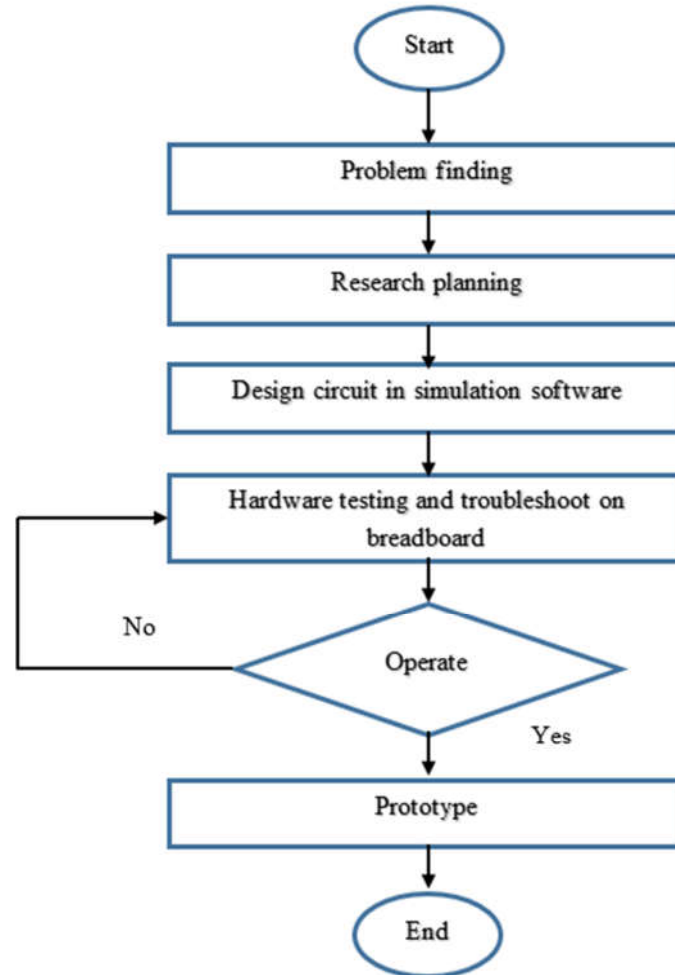 Start
Problem finding
Research planning
Design circuit in simulation software
Hardware testing and troubleshoot on
breadboard
No
Operate
Yes
Prototype
End